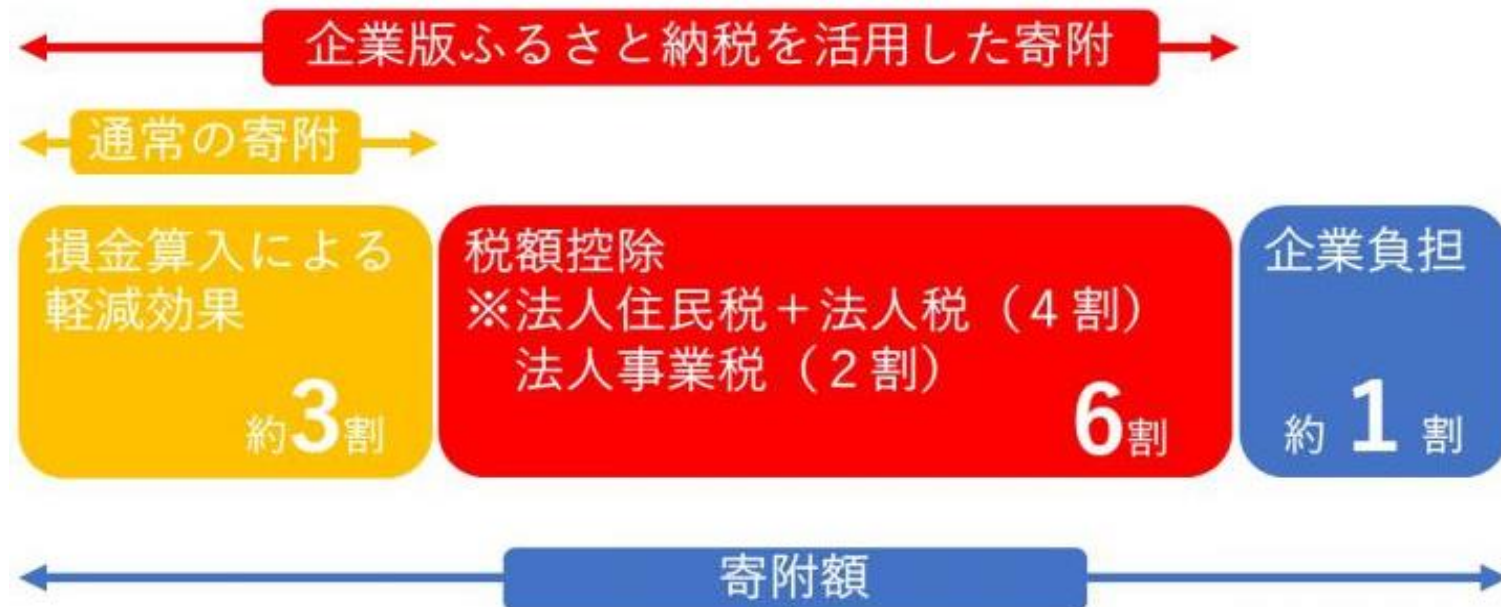 企業版ふるさと納税を活用した寄附
通常の寄附
損金算入による
軽減効果
約3割
税額控除
※法人住民税＋法人税（４割）
法人事業税（２割）
6割
企業負担
約 1 割
寄附額